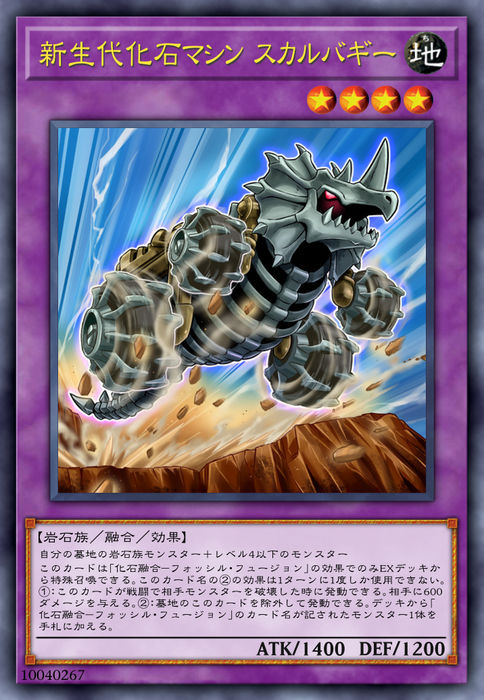 新生代化石マシン スカルバギー
ち
地
【岩石族／融合／効果】
自分の墓地の岩石族モンスター＋レベル4以下のモンスター
このカードは「化石融合－フォッシル・フュージョン」の効果でのみEXデッキか
ら特殊召喚できる。このカード名の②の効果は1ターンに1度しか使用できない。
①：このカードが戦闘で相手モンスターを破壊した時に発動できる。相手に600
ダメージを与える。②：墓地のこのカードを除外して発動できる。デッキから「
化石融合－フォッシル・フュージョン」のカード名が記されたモンスター1体を
手札に加える。
ATK/1400 DEF/1200
10040267